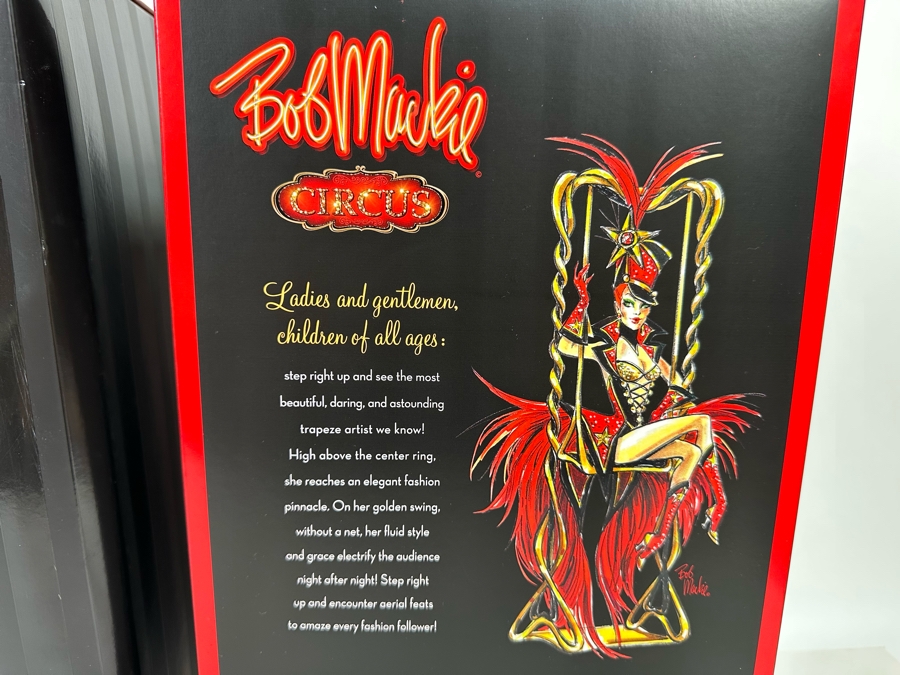 Bob Mackie©
CIRCUS
Ladies and gentlemen,
children of all ages:
step right up and see the most
beautiful, daring, and astounding
trapeze artist we know!
High above the center ring,
she reaches an elegant fashion
pinnacle. On her golden swing,
without a net, her fluid style
and grace electrify the audience
night after night! Step right
up and encounter aerial feats
to amaze every fashion follower!
Bob
Mackie©